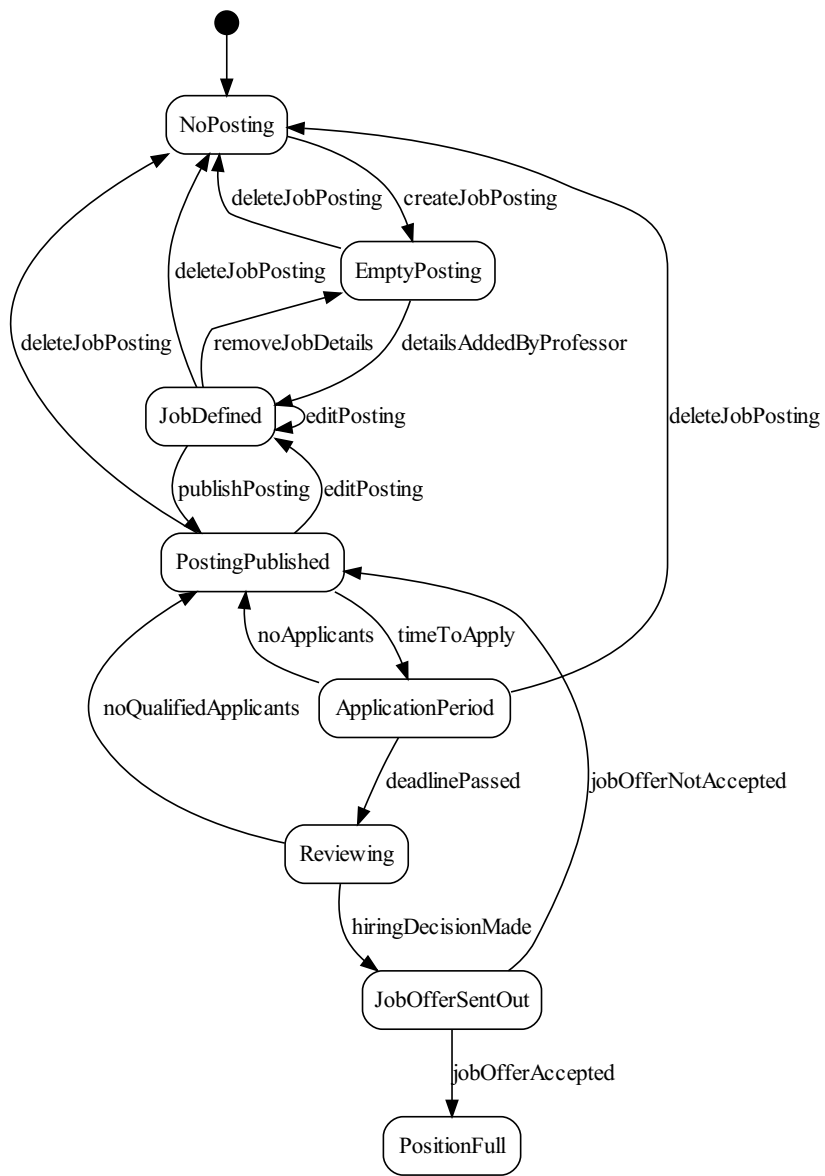 NoPosting
deleteJobPosting
createJobPosting
EmptyPosting
deleteJobPosting
deleteJobPosting
removeJobDetails
detailsAddedByProfessor
JobDefined
editPosting
deleteJobPosting
publishPosting
editPosting
PostingPublished
noApplicants
timeToApply
noQualifiedApplicants
ApplicationPeriod
deadlinePassed
jobOfferNotAccepted
Reviewing
hiringDecisionMade
JobOfferSentOut
jobOfferAccepted
PositionFull